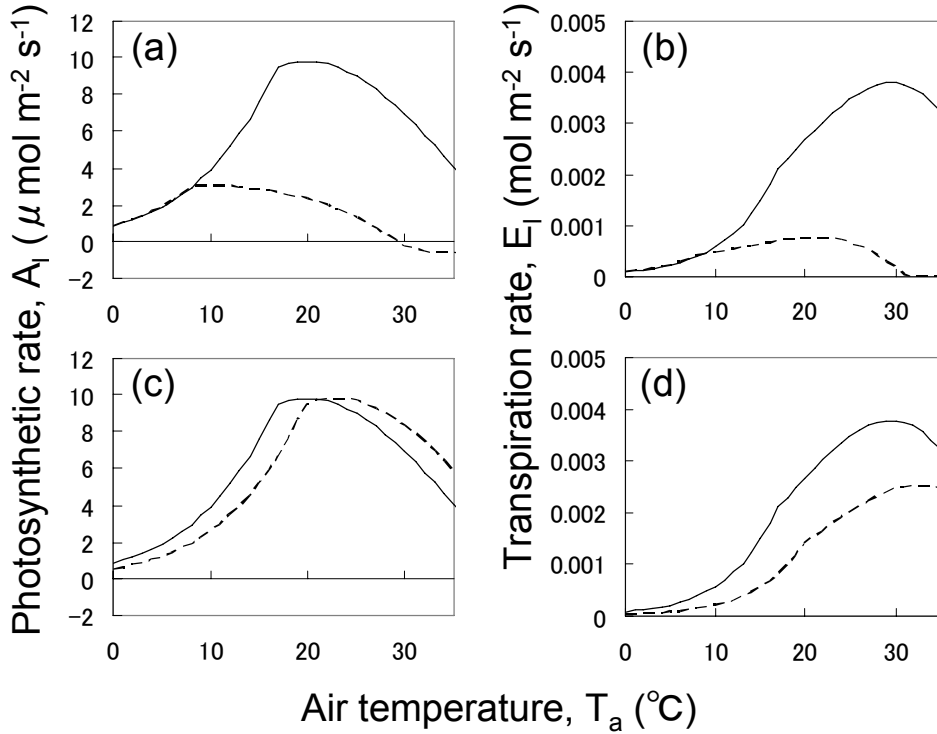 Photosynthetic rate, A_l ( μ mol m⁻² s⁻¹)
(a)
12
10
8
6
4
2
0
−2
0 10 20 30
Transpiration rate, E_l (mol m⁻² s⁻¹)
(b)
0.005
0.004
0.003
0.002
0.001
0
0 10 20 30
(c)
12
10
8
6
4
2
0
−2
0 10 20 30
(d)
0.005
0.004
0.003
0.002
0.001
0
0 10 20 30
Air temperature, T_a (℃)